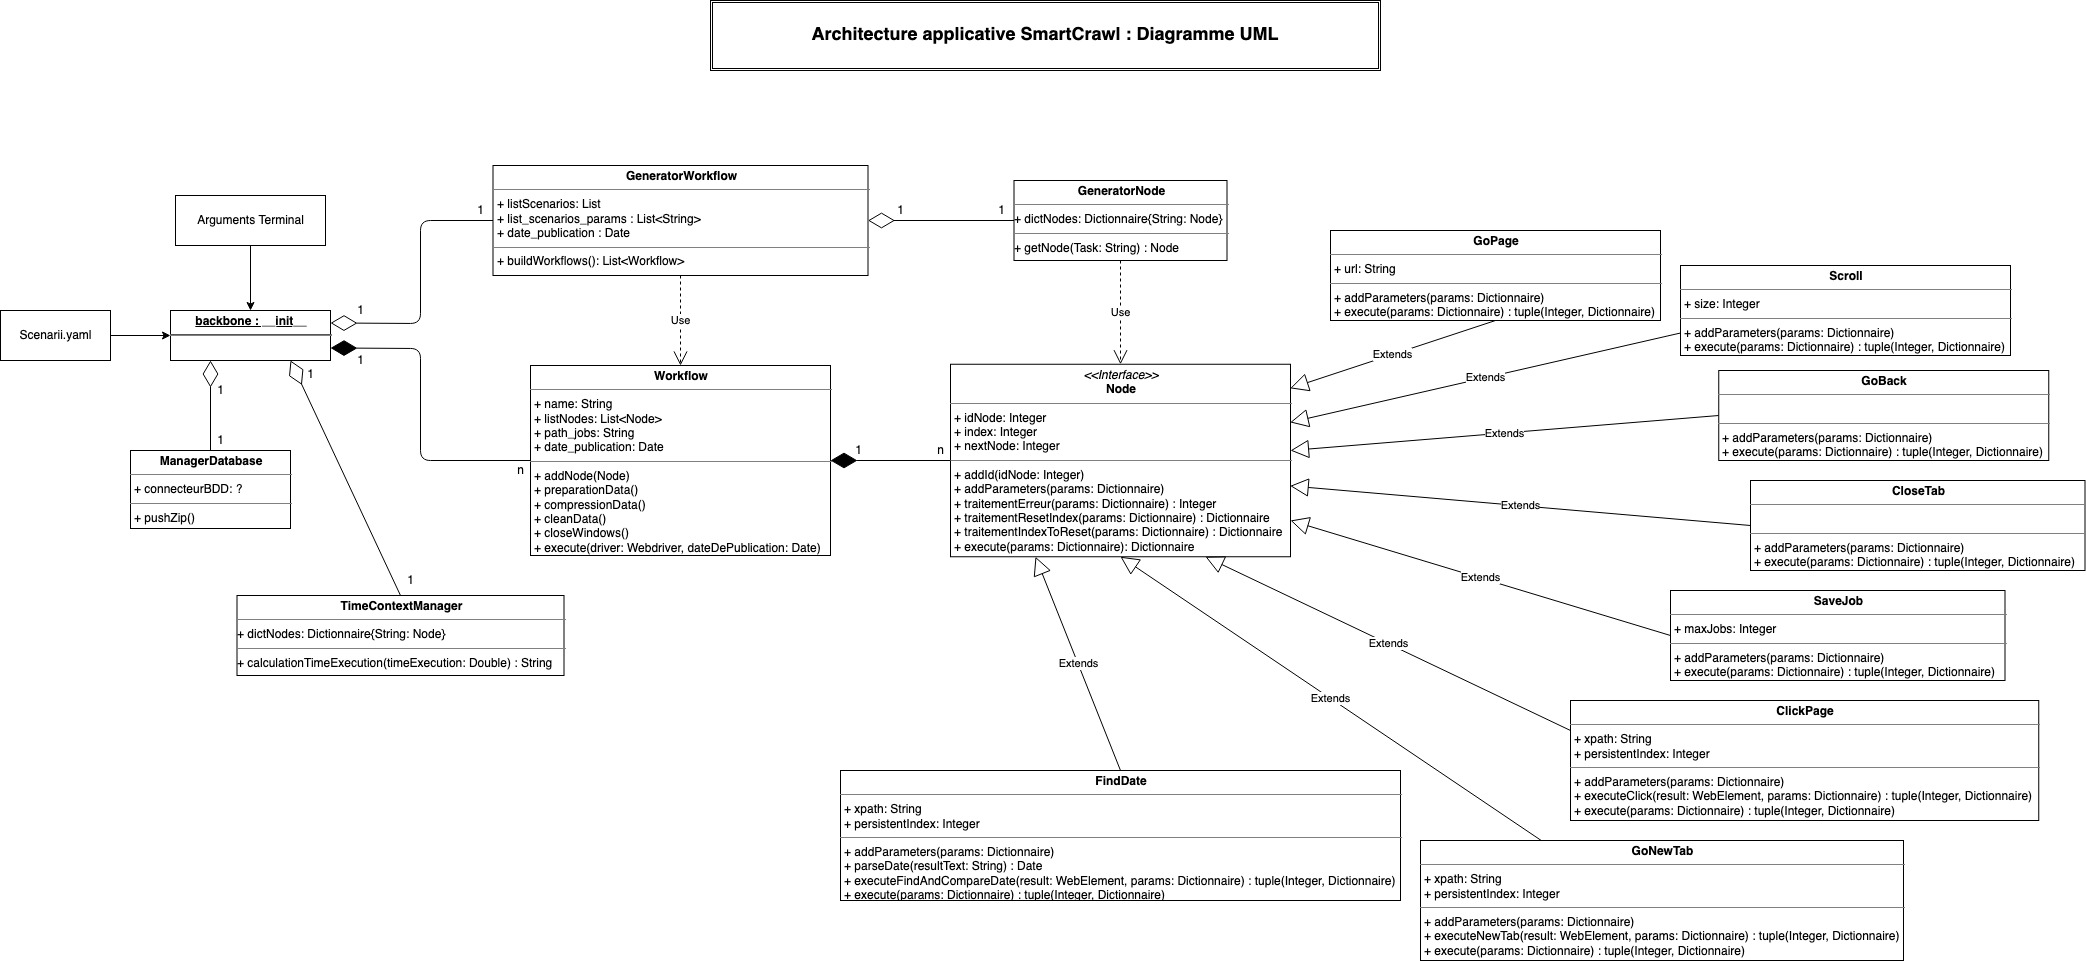 Architecture applicative SmartCrawl : Diagramme UML
Arguments Terminal
Scenarii.yaml
backbone : __init__
1
1
1
1
n
1
1
1
1
GeneratorWorkflow
+ listScenarios: List
+ list_scenarios_params : List<String>
+ date_publication : Date
+ buildWorkflows(): List<Workflow>
1
1
Use
GeneratorNode
+ dictNodes: Dictionnaire{String: Node}
+ getNode(Task: String) : Node
Use
ManagerDatabase
+ connecteurBDD: ?
+ pushZip()
TimeContextManager
+ dictNodes: Dictionnaire{String: Node}
+ calculationTimeExecution(timeExecution: Double) : String
Workflow
+ name: String
+ listNodes: List<Node>
+ path_jobs: String
+ date_publication: Date
+ addNode(Node)
+ preparationData()
+ compressionData()
+ cleanData()
+ closeWindows()
+ execute(driver: Webdriver, dateDePublication: Date)
1
n
<<Interface>>
Node
+ idNode: Integer
+ index: Integer
+ nextNode: Integer
+ addId(idNode: Integer)
+ addParameters(params: Dictionnaire)
+ traitementErreur(params: Dictionnaire) : Integer
+ traitementResetIndex(params: Dictionnaire) : Dictionnaire
+ traitementIndexToReset(params: Dictionnaire) : Dictionnaire
+ execute(params: Dictionnaire): Dictionnaire
GoPage
+ url: String
+ addParameters(params: Dictionnaire)
+ execute(params: Dictionnaire) : tuple(Integer, Dictionnaire)
Extends
Scroll
+ size: Integer
+ addParameters(params: Dictionnaire)
+ execute(params: Dictionnaire) : tuple(Integer, Dictionnaire)
Extends
GoBack
+ addParameters(params: Dictionnaire)
+ execute(params: Dictionnaire) : tuple(Integer, Dictionnaire)
Extends
CloseTab
+ addParameters(params: Dictionnaire)
+ execute(params: Dictionnaire) : tuple(Integer, Dictionnaire)
Extends
SaveJob
+ maxJobs: Integer
+ addParameters(params: Dictionnaire)
+ execute(params: Dictionnaire) : tuple(Integer, Dictionnaire)
Extends
ClickPage
+ xpath: String
+ persistentIndex: Integer
+ addParameters(params: Dictionnaire)
+ executeClick(result: WebElement, params: Dictionnaire) : tuple(Integer, Dictionnaire)
+ execute(params: Dictionnaire) : tuple(Integer, Dictionnaire)
Extends
GoNewTab
+ xpath: String
+ persistentIndex: Integer
+ addParameters(params: Dictionnaire)
+ executeNewTab(result: WebElement, params: Dictionnaire) : tuple(Integer, Dictionnaire)
+ execute(params: Dictionnaire) : tuple(Integer, Dictionnaire)
Extends
FindDate
+ xpath: String
+ persistentIndex: Integer
+ addParameters(params: Dictionnaire)
+ parseDate(resultText: String) : Date
+ executeFindAndCompareDate(result: WebElement, params: Dictionnaire) : tuple(Integer, Dictionnaire)
+ execute(params: Dictionnaire) : tuple(Integer, Dictionnaire)
Extends